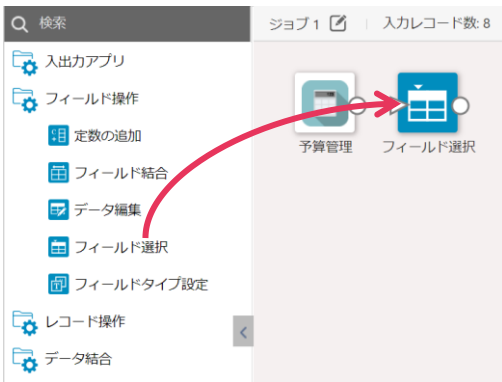 検索
入出力アプリ
フィールド操作
定数の追加
フィールド結合
データ編集
フィールド選択
フィールドタイプ設定
レコード操作
データ結合
ジョブ 1
入力レコード数: 8
予算管理
フィールド選択